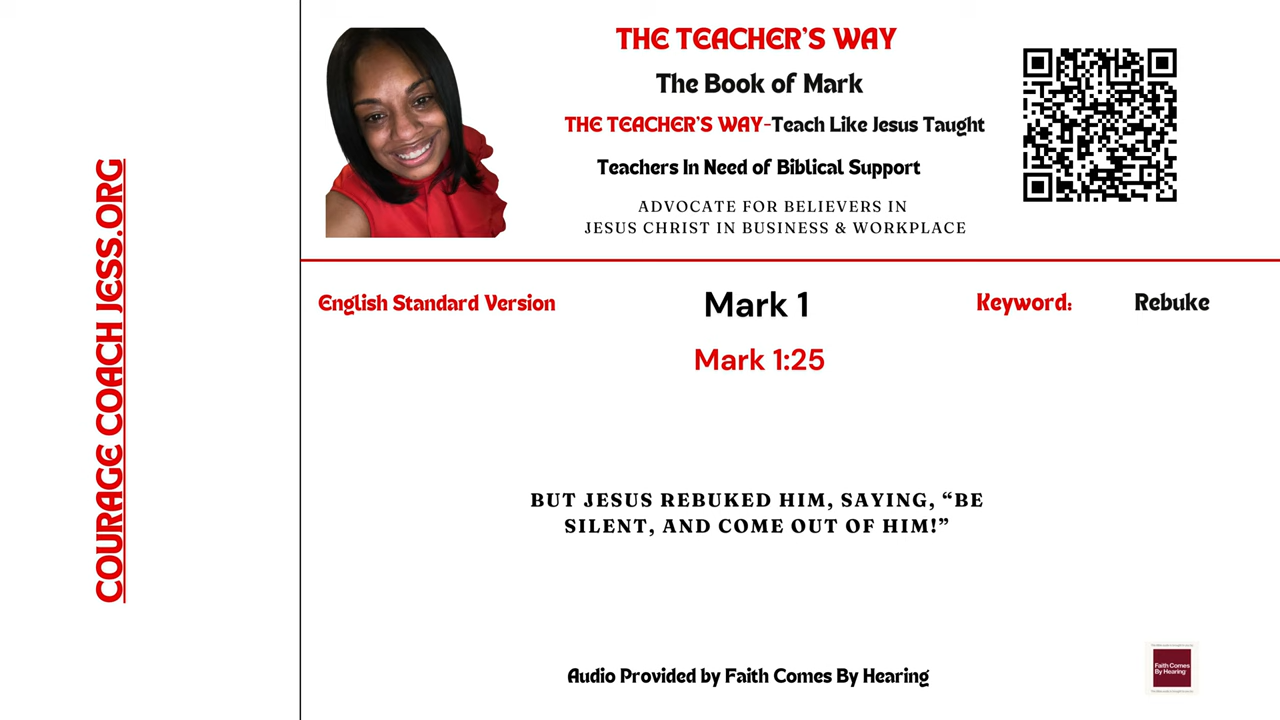 COURAGE COACH JESS.ORG
THE TEACHER'S WAY
The Book of Mark
THE TEACHER'S WAY-Teach Like Jesus Taught
Teachers In Need of Biblical Support
ADVOCATE FOR BELIEVERS IN
JESUS CHRIST IN BUSINESS & WORKPLACE
English Standard Version
Mark 1
Keyword:
Rebuke
Mark 1:25
BUT JESUS REBUKED HIM, SAYING, “BE
SILENT, AND COME OUT OF HIM!”
Audio Provided by Faith Comes By Hearing
Faith Comes
By Hearing